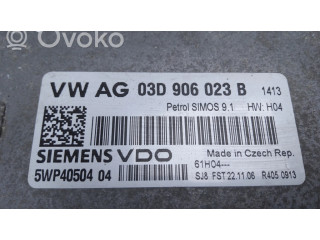 OVOKO
VW AG 03D 906 023 B 1413
Petrol SIMOS 9.1 HW: H04
SIEMENS VDO Made in Czech Rep.
61H04---
5WP40504 04 SJ8 FST 22.11.06 R405 0913
OVOKO